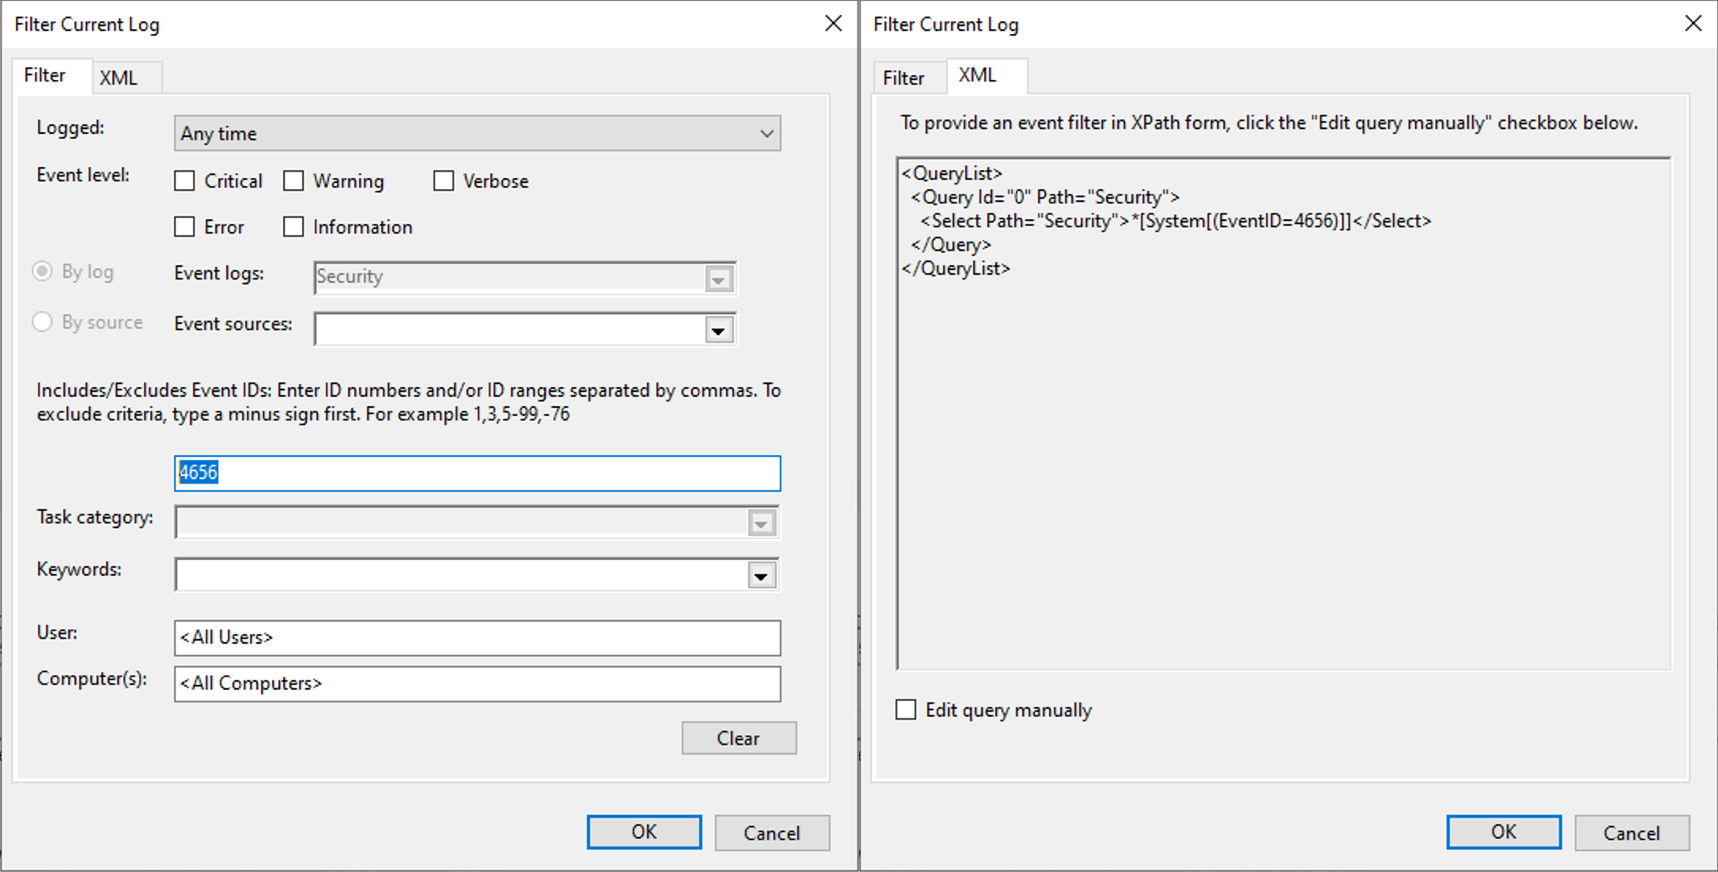 Filter Current Log
Filter XML
Logged: Any time
Event level: Critical Warning Verbose
Error Information
By log Event logs: Security
By source Event sources:
Includes/Excludes Event IDs: Enter ID numbers and/or ID ranges separated by commas. To
exclude criteria, type a minus sign first. For example 1,3,5-99,-76
4656
Task category:
Keywords:
User: <All Users>
Computer(s): <All Computers>
Clear
OK Cancel
Filter Current Log
Filter XML
To provide an event filter in XPath form, click the "Edit query manually" checkbox below.
<QueryList>
  <Query Id="0" Path="Security">
    <Select Path="Security">*[System[(EventID=4656)]]</Select>
  </Query>
</QueryList>
Edit query manually
OK Cancel